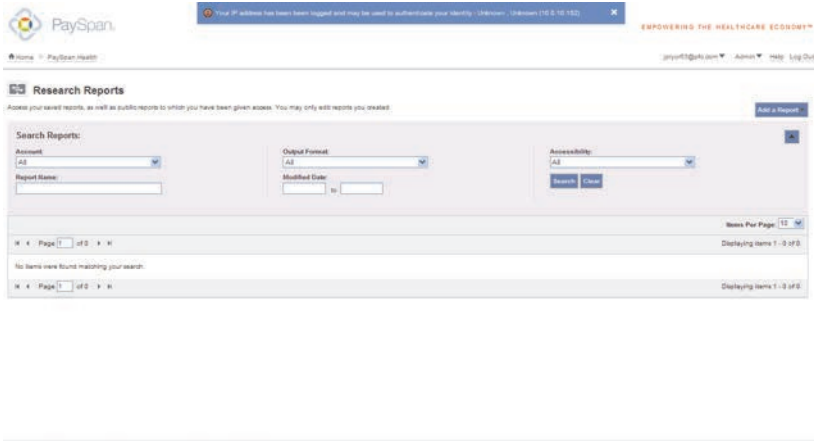 Your IP address has been been logged and may be used to authenticate your identity - Unknown , Unknown
PaySpan.
EMPOWERING THE HEALTHCARE ECONOMY™
Home > PaySpan Health
Admin Help Log Out
Research Reports
Access your saved reports, as well as public reports to which you have been given access. You may only edit reports you created.
Add a Report
Search Reports:
Account: Output Format: Accessibility:
All All All
Report Name: Modified Date:
to Search Clear
Items Per Page: 10
Page 1 of 0 Displaying items 1 - 0 of 0
No items were found matching your search.
Page 1 of 0 Displaying items 1 - 0 of 0